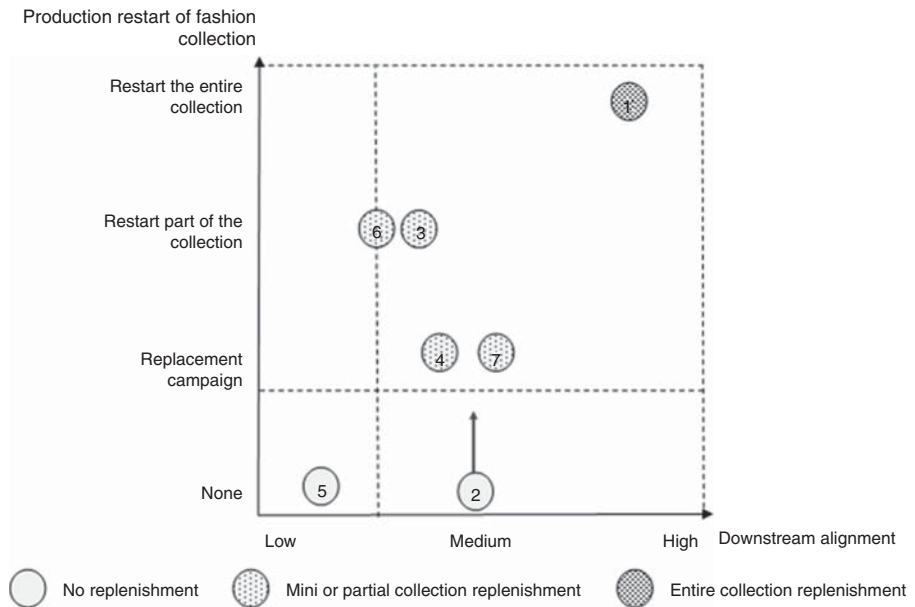 Production restart of fashion
collection
Restart the entire
collection
1
Restart part of the
collection
6
3
Replacement
campaign
4
7
None
5
2
Low
Medium
High
Downstream alignment
No replenishment
Mini or partial collection replenishment
Entire collection replenishment